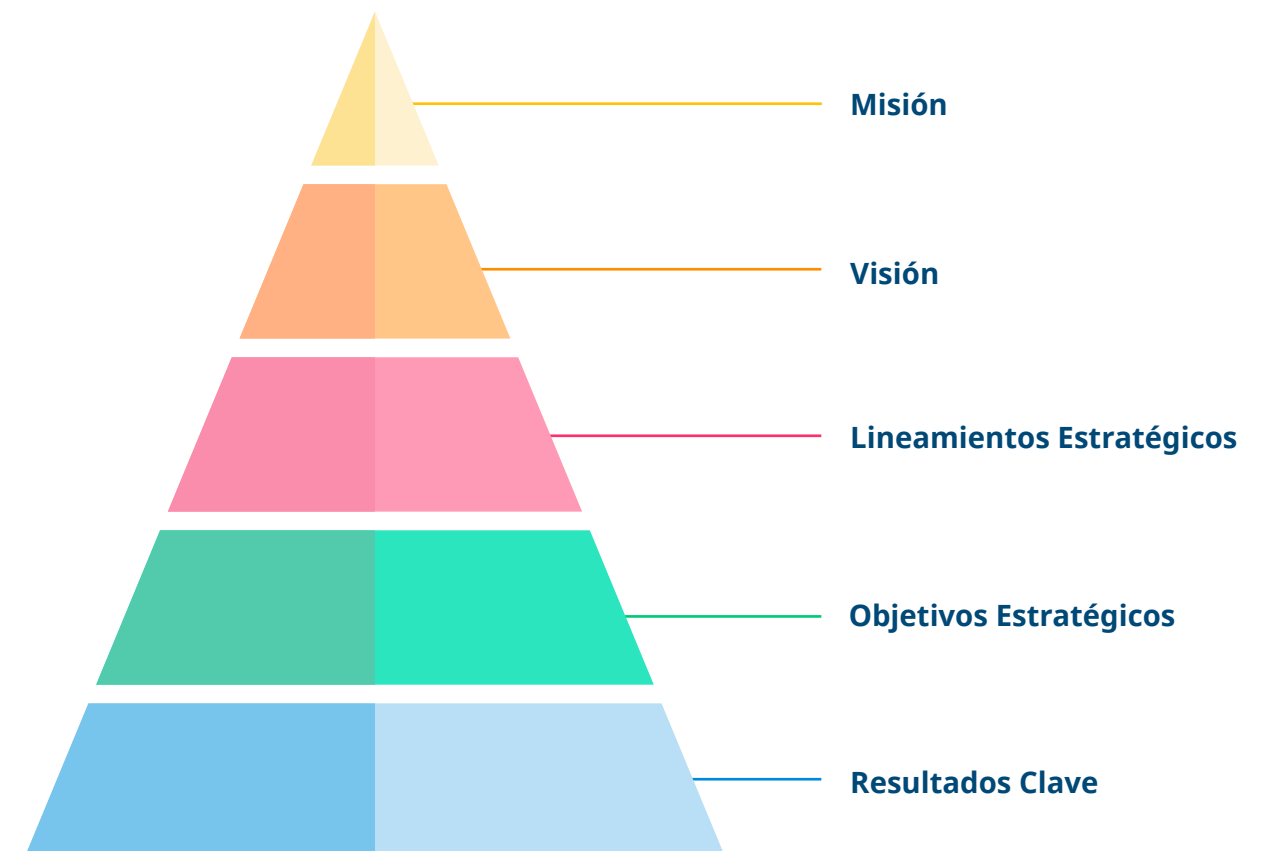 Misión
Visión
Lineamientos Estratégicos
Objetivos Estratégicos
Resultados Clave